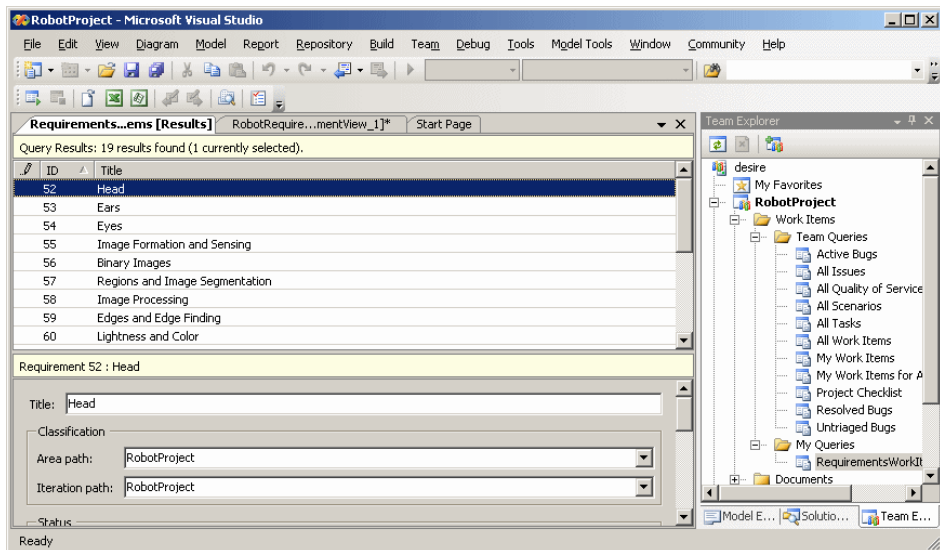 RobotProject - Microsoft Visual Studio
File Edit View Diagram Model Report Repository Build Team Debug Tools Model Tools Window Community Help
Requirements...ems [Results] RobotRequire...mentView_1]* Start Page
Query Results: 19 results found (1 currently selected).
ID Title
52 Head
53 Ears
54 Eyes
55 Image Formation and Sensing
56 Binary Images
57 Regions and Image Segmentation
58 Image Processing
59 Edges and Edge Finding
60 Lightness and Color
Requirement 52 : Head
Title: Head
Classification
Area path: RobotProject
Iteration path: RobotProject
Status
Team Explorer
desire
My Favorites
RobotProject
Work Items
Team Queries
Active Bugs
All Issues
All Quality of Service
All Scenarios
All Tasks
All Work Items
My Work Items
My Work Items for A
Project Checklist
Resolved Bugs
Untriaged Bugs
My Queries
RequirementsWorkIt
Documents
Model E... Solutio... Team E...
Ready